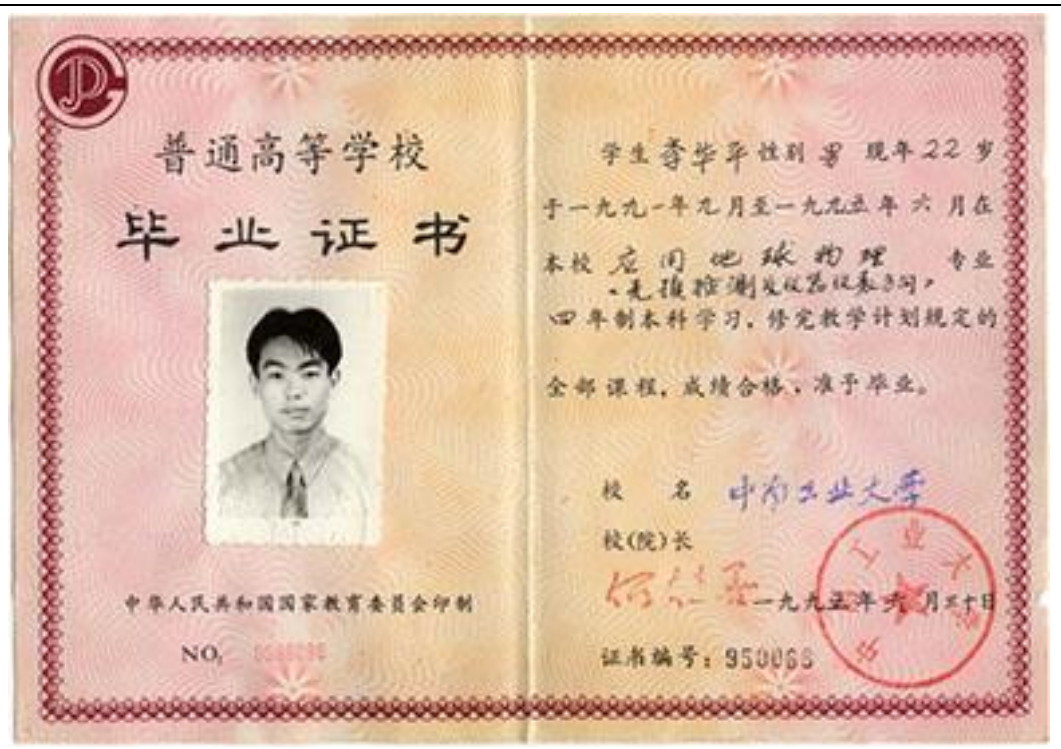 普通高等学校
毕业证书
中华人民共和国国家教育委员会印制
NO:
学生李华平性别男 现年22岁
于一九九一年九月至一九九五年六月在
本校 应用地球物理 专业
四年制本科学习,修完教学计划规定的
全部课程,成绩合格、准予毕业。
校 名 中南工业大学
校(院)长
一九九五年六月三十日
证书编号:950066